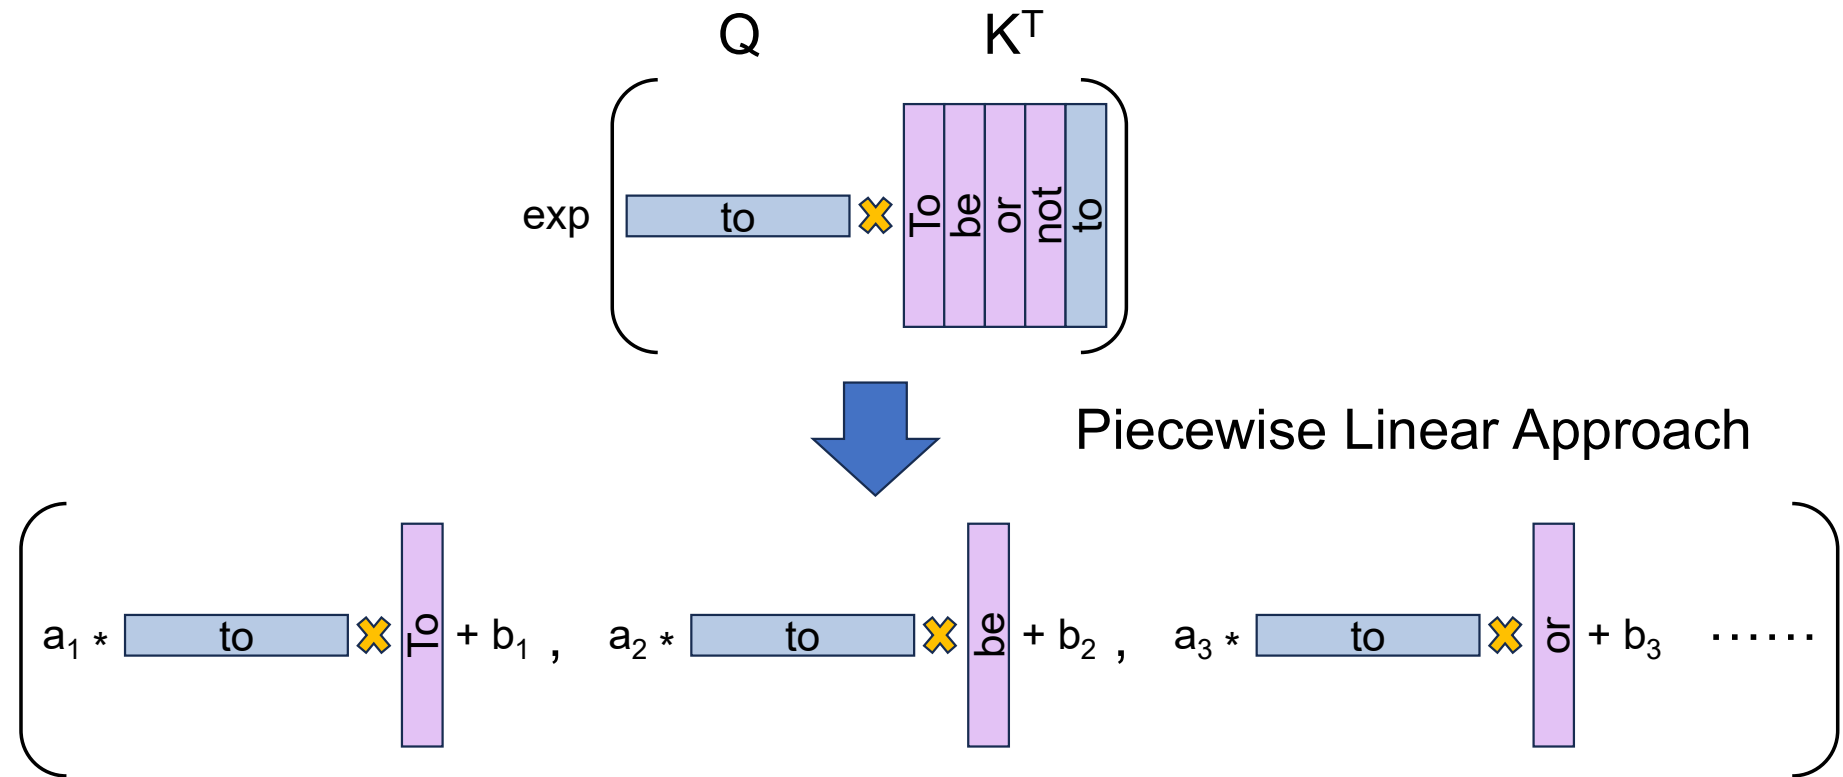 Q Kᵀ
exp to To be or not to
Piecewise Linear Approach
a₁ * to To + b₁ , a₂ * to be + b₂ , a₃ * to or + b₃ ......